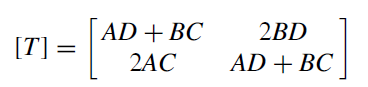 [T] = [ AD + BC 2BD
2AC AD + BC ]